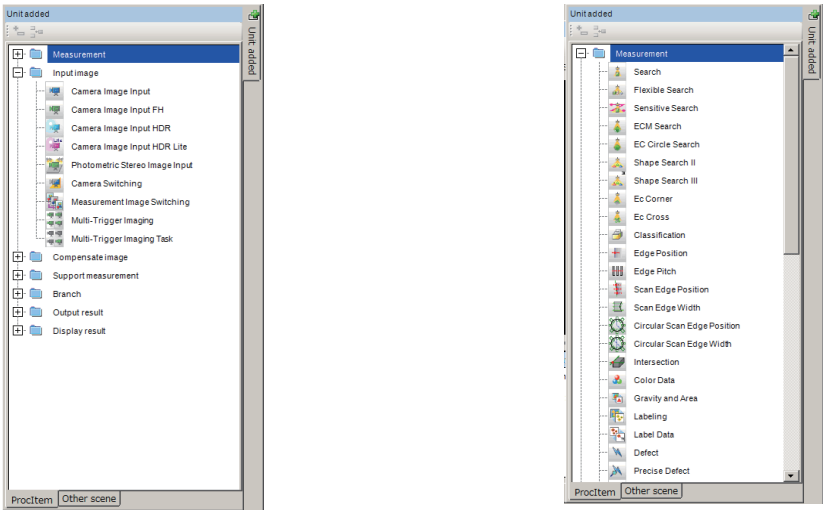 Unit added
Unit added
Measurement
Input image
Camera Image Input
Camera Image Input FH
Camera Image Input HDR
Camera Image Input HDR Lite
Photometric Stereo Image Input
Camera Switching
Measurement Image Switching
Multi-Trigger Imaging
Multi-Trigger Imaging Task
Compensate image
Support measurement
Branch
Output result
Display result
ProcItem
Other scene
Unit added
Unit added
Measurement
Search
Flexible Search
Sensitive Search
ECM Search
EC Circle Search
Shape Search II
Shape Search III
Ec Corner
Ec Cross
Classification
Edge Position
Edge Pitch
Scan Edge Position
Scan Edge Width
Circular Scan Edge Position
Circular Scan Edge Width
Intersection
Color Data
Gravity and Area
Labeling
Label Data
Defect
Precise Defect
ProcItem
Other scene